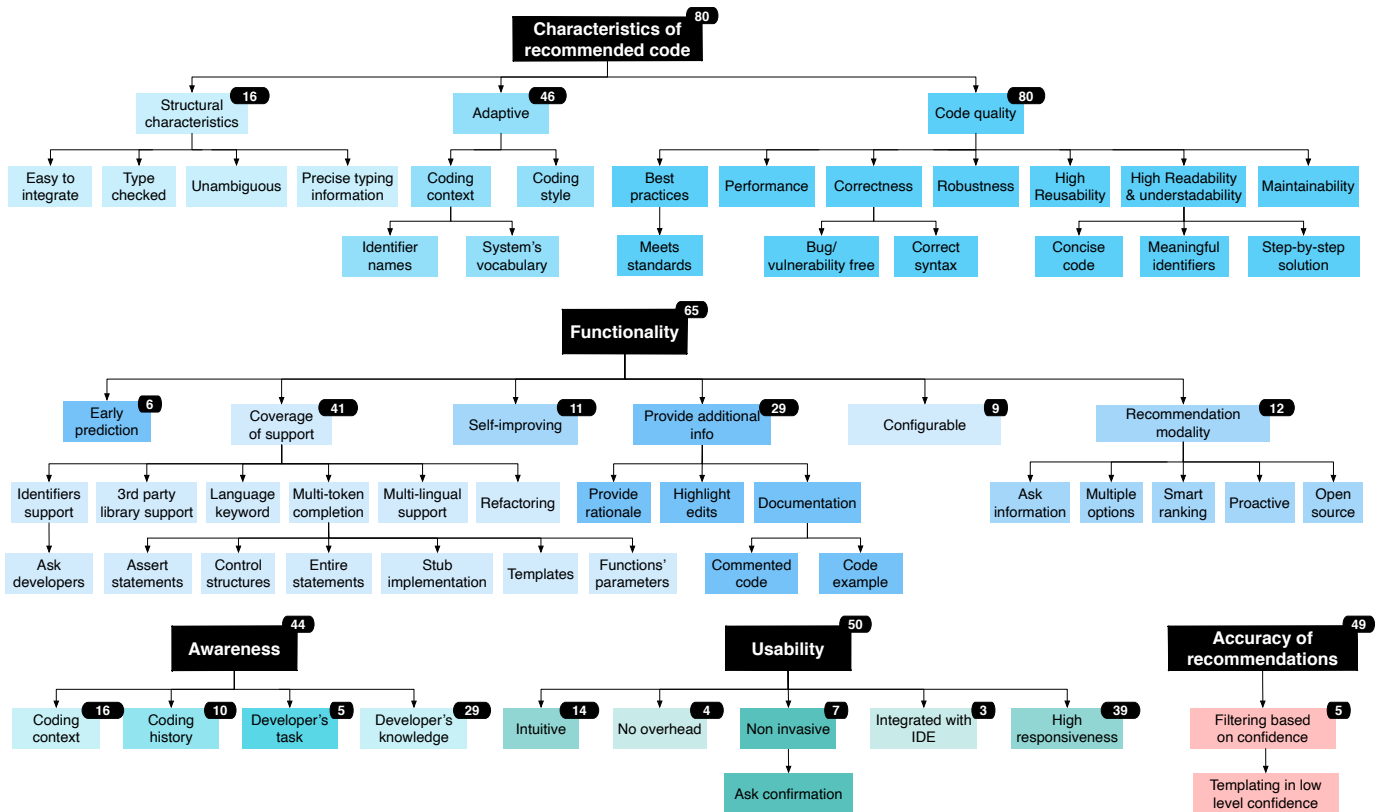 80
Characteristics of
recommended code
16
Structural
characteristics
46
Adaptive
80
Code quality
Easy to
integrate
Type
checked
Unambiguous
Precise typing
information
Coding
context
Coding
style
Best
practices
Performance
Correctness
Robustness
High
Reusability
High Readability
& understadability
Maintainability
Identifier
names
System's
vocabulary
Meets
standards
Bug/
vulnerability free
Correct
syntax
Concise
code
Meaningful
identifiers
Step-by-step
solution
65
Functionality
6
Early
prediction
41
Coverage
of support
11
Self-improving
29
Provide additional
info
9
Configurable
12
Recommendation
modality
Identifiers
support
3rd party
library support
Language
keyword
Multi-token
completion
Multi-lingual
support
Refactoring
Provide
rationale
Highlight
edits
Documentation
Ask
information
Multiple
options
Smart
ranking
Proactive
Open
source
Ask
developers
Assert
statements
Control
structures
Entire
statements
Stub
implementation
Templates
Functions'
parameters
Commented
code
Code
example
44
Awareness
50
Usability
49
Accuracy of
recommendations
16
Coding
context
10
Coding
history
5
Developer's
task
29
Developer's
knowledge
14
Intuitive
4
No overhead
7
Non invasive
3
Integrated with
IDE
39
High
responsiveness
5
Filtering based
on confidence
Ask confirmation
Templating in low
level confidence